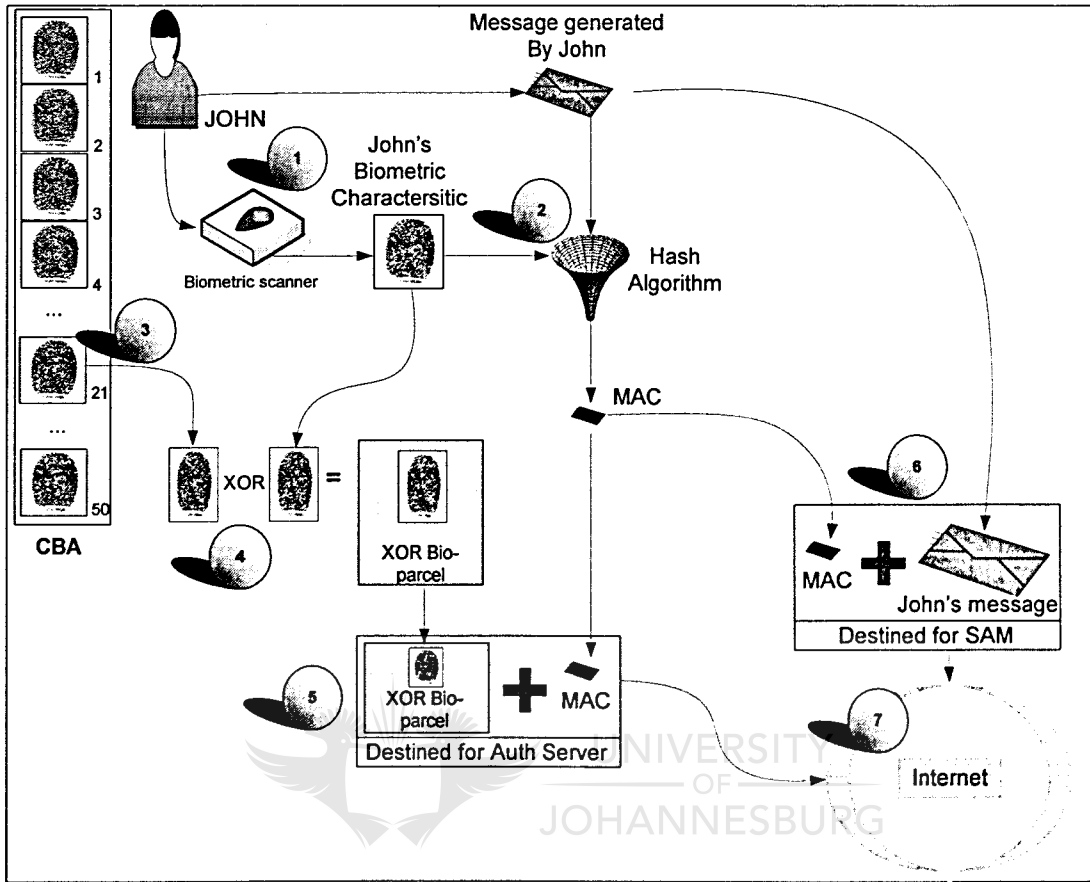 Message generated
By John
1
2
3
4
...
21
...
50
CBA
JOHN
1
John's
Biometric
Charactersitic
2
Biometric scanner
Hash
Algorithm
3
MAC
XOR
=
4
XOR Bio-
parcel
6
MAC
John's message
Destined for SAM
5
XOR Bio-
parcel
MAC
Destined for Auth Server
7
Internet
UNIVERSITY
OF
JOHANNESBURG